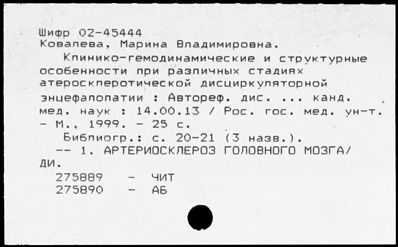 Шифр 02-45444
Ковалева, Марина Владимировна.
Клинико-гемодинамические и структурные
особенности при различных стадиях
атеросклеротической дисциркуляторной
энцефалопатии : Автореф. дис. ... канд.
мед. наук : 14.00.13 / Рос. гос. мед. ун-т.
- М., 1999. - 25 с.
Библиогр.: с. 20-21 (3 назв.).
-- 1. АРТЕРИОСКЛЕРОЗ ГОЛОВНОГО МОЗГА/
ДИ.
275889 - ЧИТ
275890 - АБ